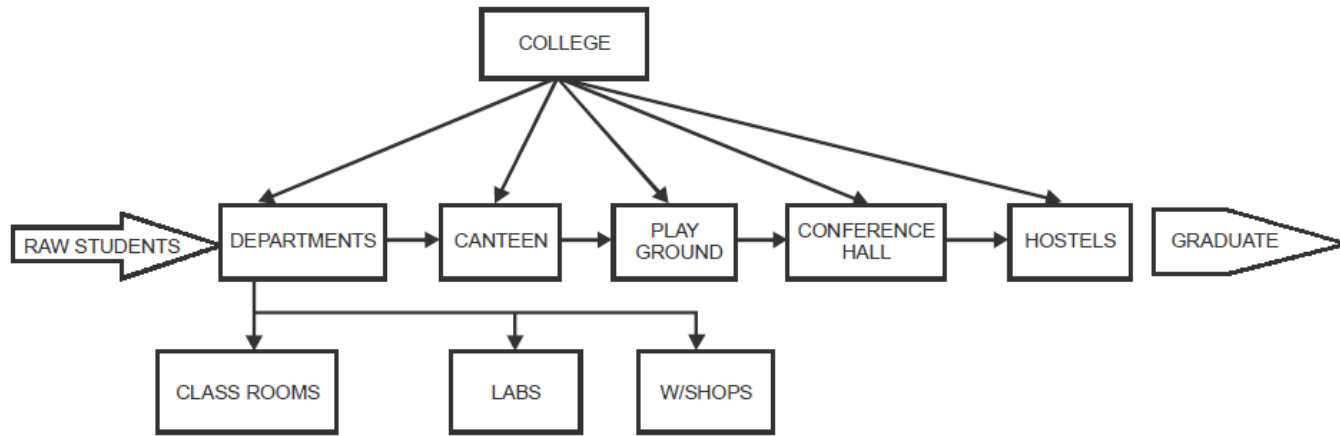 COLLEGE
RAW STUDENTS
DEPARTMENTS
CANTEEN
PLAY
GROUND
CONFERENCE
HALL
HOSTELS
GRADUATE
CLASS ROOMS
LABS
W/SHOPS